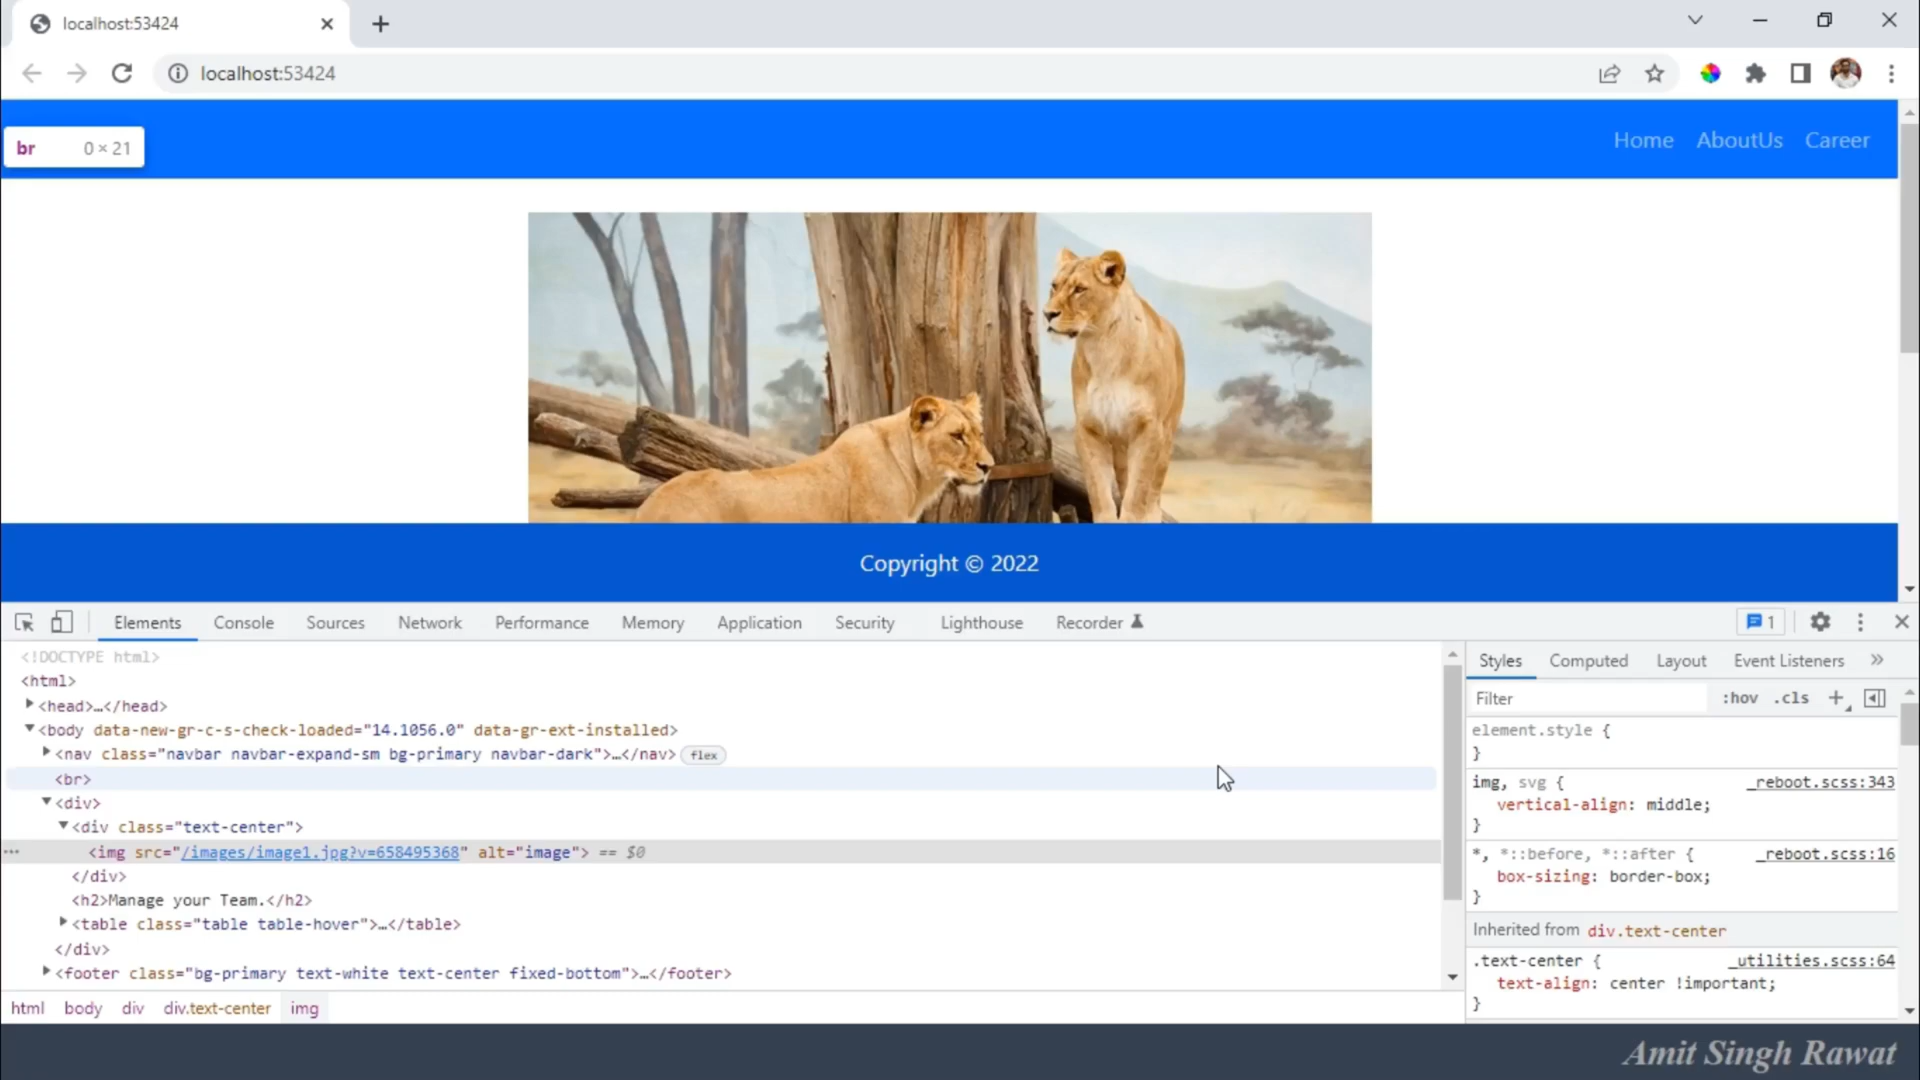 localhost:53424
localhost:53424
br 0 × 21
Home AboutUs Career
Copyright © 2022
Elements Console Sources Network Performance Memory Application Security Lighthouse Recorder 1
<!DOCTYPE html>
<html>
<head>…</head>
<body data-new-gr-c-s-check-loaded="14.1056.0" data-gr-ext-installed>
<nav class="navbar navbar-expand-sm bg-primary navbar-dark">…</nav> flex
<br>
<div>
<div class="text-center">
<img src="/images/image1.jpg?v=658495368" alt="image"> == $0
</div>
<h2>Manage your Team.</h2>
<table class="table table-hover">…</table>
</div>
<footer class="bg-primary text-white text-center fixed-bottom">…</footer>
html body div div.text-center img
Styles Computed Layout Event Listeners »
Filter :hov .cls +
element.style {
}
img, svg { _reboot.scss:343
vertical-align: middle;
}
*, *::before, *::after { _reboot.scss:16
box-sizing: border-box;
}
Inherited from div.text-center
.text-center { _utilities.scss:64
text-align: center !important;
}
Amit Singh Rawat